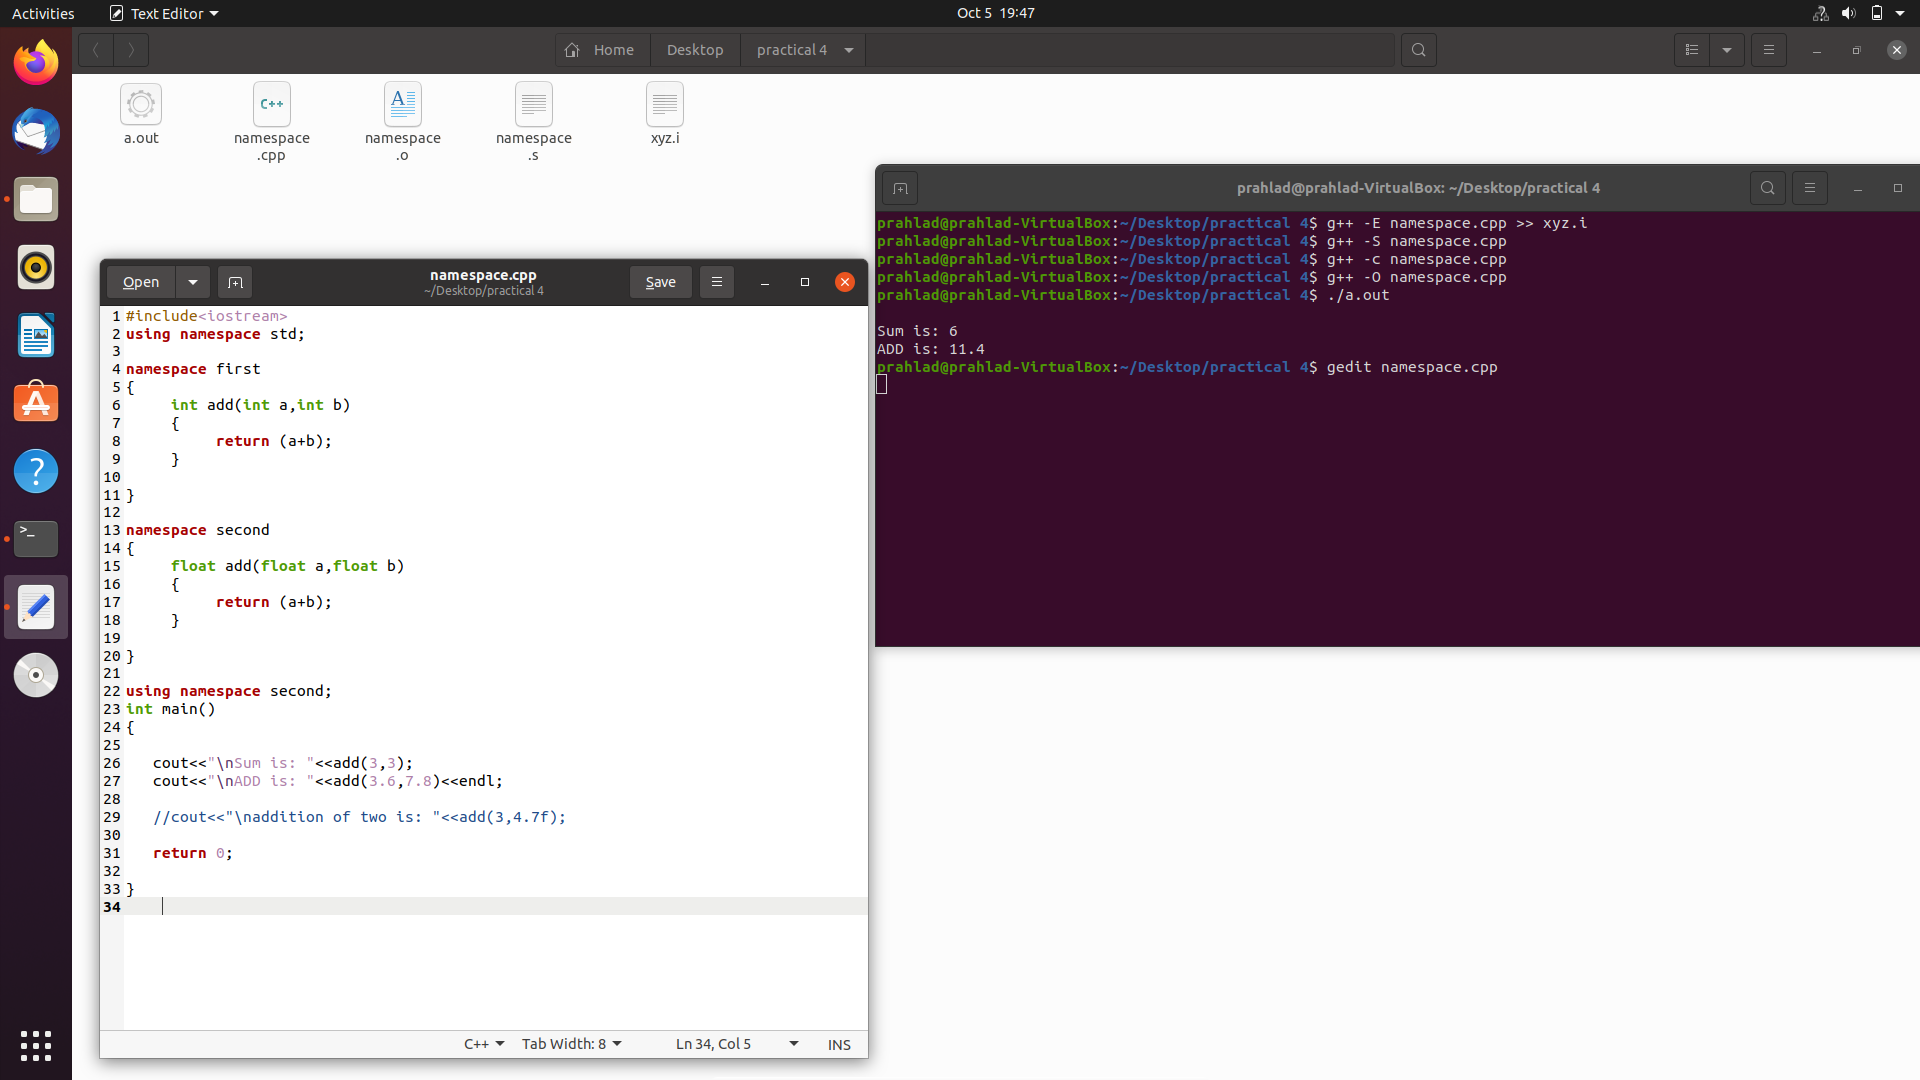 Activities
Text Editor
Oct 5 19:47
Home
Desktop
practical 4
a.out
C++
namespace
.cpp
A
namespace
.o
namespace
.s
xyz.i
prahlad@prahlad-VirtualBox: ~/Desktop/practical 4
prahlad@prahlad-VirtualBox:~/Desktop/practical 4$ g++ -E namespace.cpp >> xyz.i
prahlad@prahlad-VirtualBox:~/Desktop/practical 4$ g++ -S namespace.cpp
prahlad@prahlad-VirtualBox:~/Desktop/practical 4$ g++ -c namespace.cpp
prahlad@prahlad-VirtualBox:~/Desktop/practical 4$ g++ -O namespace.cpp
prahlad@prahlad-VirtualBox:~/Desktop/practical 4$ ./a.out
Sum is: 6
ADD is: 11.4
prahlad@prahlad-VirtualBox:~/Desktop/practical 4$ gedit namespace.cpp
Open
namespace.cpp
~/Desktop/practical 4
Save
1 #include<iostream>
2 using namespace std;
3
4 namespace first
5 {
6 int add(int a,int b)
7 {
8 return (a+b);
9 }
10
11 }
12
13 namespace second
14 {
15 float add(float a,float b)
16 {
17 return (a+b);
18 }
19
20 }
21
22 using namespace second;
23 int main()
24 {
25
26 cout<<"\nSum is: "<<add(3,3);
27 cout<<"\nADD is: "<<add(3.6,7.8)<<endl;
28
29 //cout<<"\naddition of two is: "<<add(3,4.7f);
30
31 return 0;
32
33 }
34
C++
Tab Width: 8
Ln 34, Col 5
INS